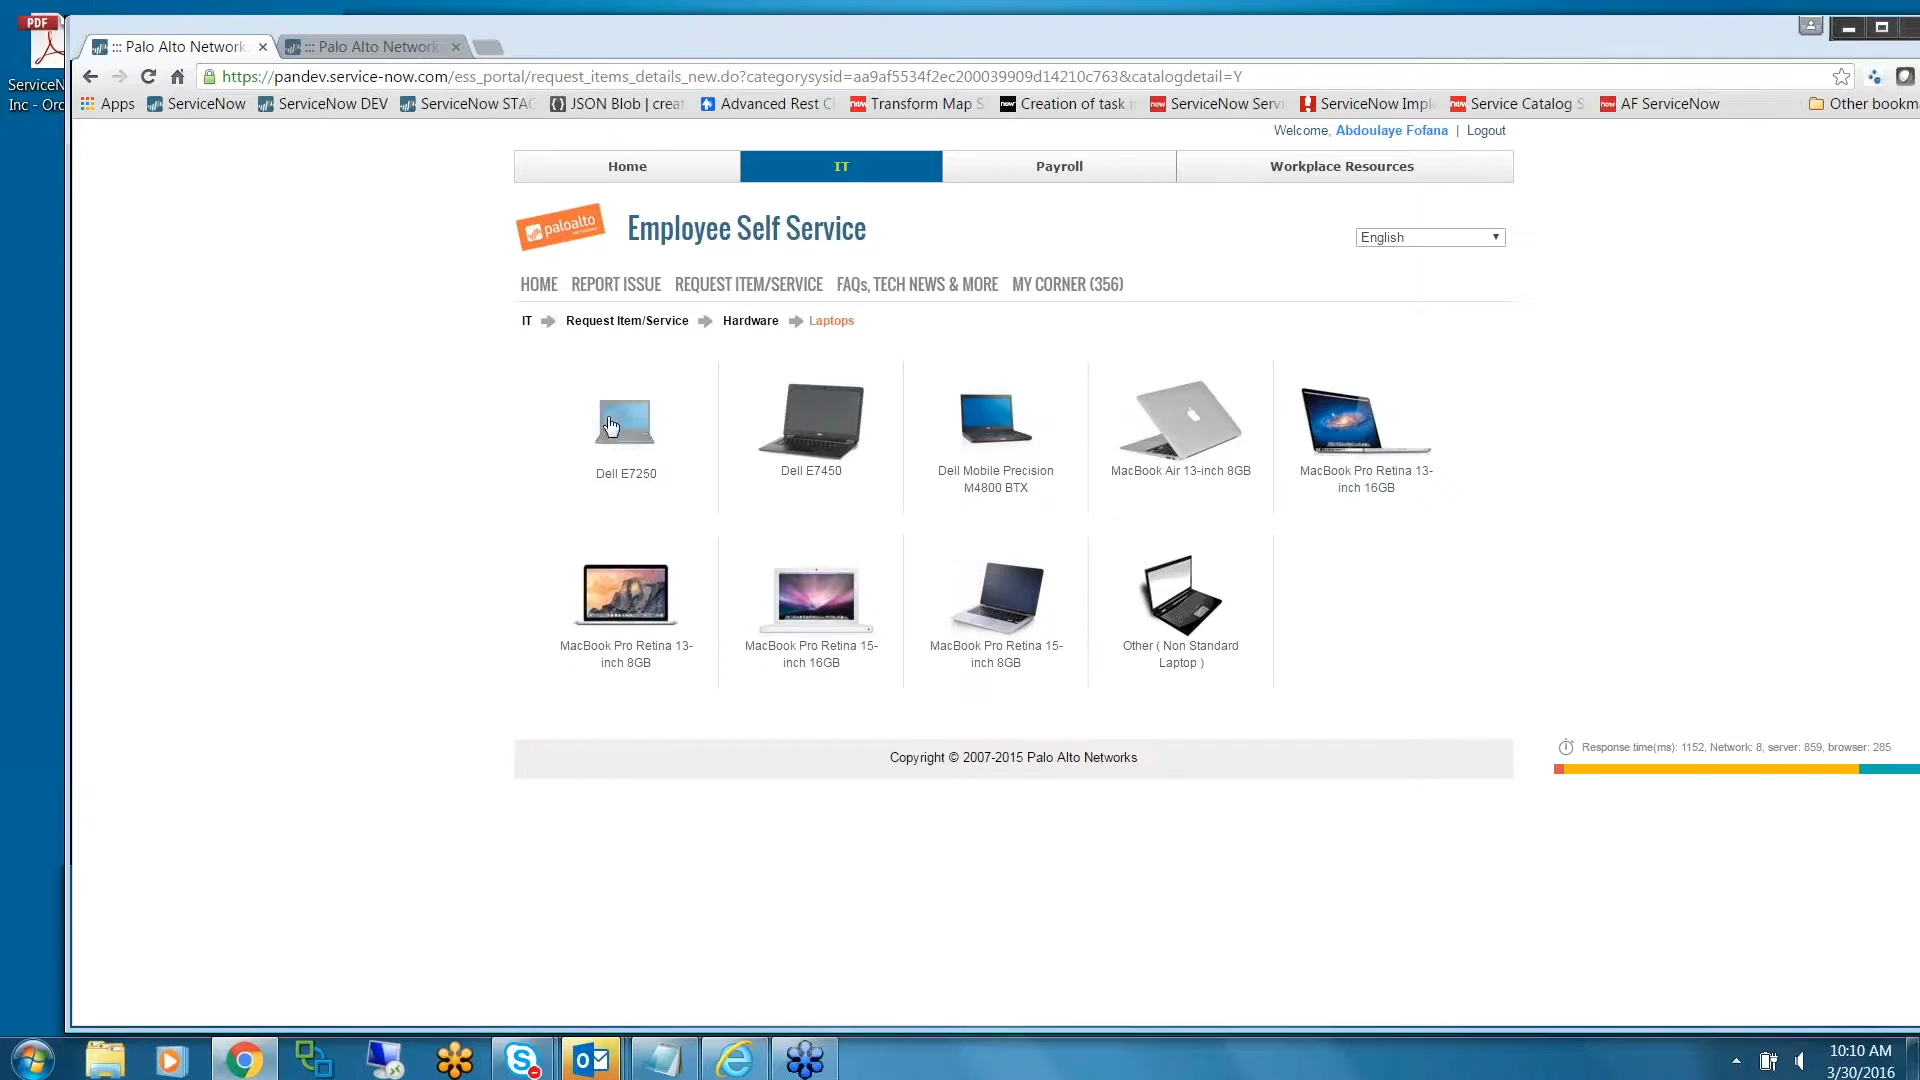 PDF
ServiceN
Inc - Ord
::: Palo Alto Network
::: Palo Alto Network
https://pandev.service-now.com/ess_portal/request_items_details_new.do?categorysysid=aa9af5534f2ec200039909d14210c763&catalogdetail=Y
Apps ServiceNow ServiceNow DEV ServiceNow STAG JSON Blob | creat Advanced Rest C Transform Map S Creation of task i ServiceNow Servi ServiceNow Imple Service Catalog S AF ServiceNow Other bookm
Welcome, Abdoulaye Fofana | Logout
Home IT Payroll Workplace Resources
paloalto
Employee Self Service
English
HOME REPORT ISSUE REQUEST ITEM/SERVICE FAQs, TECH NEWS & MORE MY CORNER (356)
IT Request Item/Service Hardware Laptops
Dell E7250
Dell E7450
Dell Mobile Precision
M4800 BTX
MacBook Air 13-inch 8GB
MacBook Pro Retina 13-
inch 16GB
MacBook Pro Retina 13-
inch 8GB
MacBook Pro Retina 15-
inch 16GB
MacBook Pro Retina 15-
inch 8GB
Other ( Non Standard
Laptop )
Copyright © 2007-2015 Palo Alto Networks
Response time(ms): 1152, Network: 8, server: 859, browser: 285
10:10 AM
3/30/2016